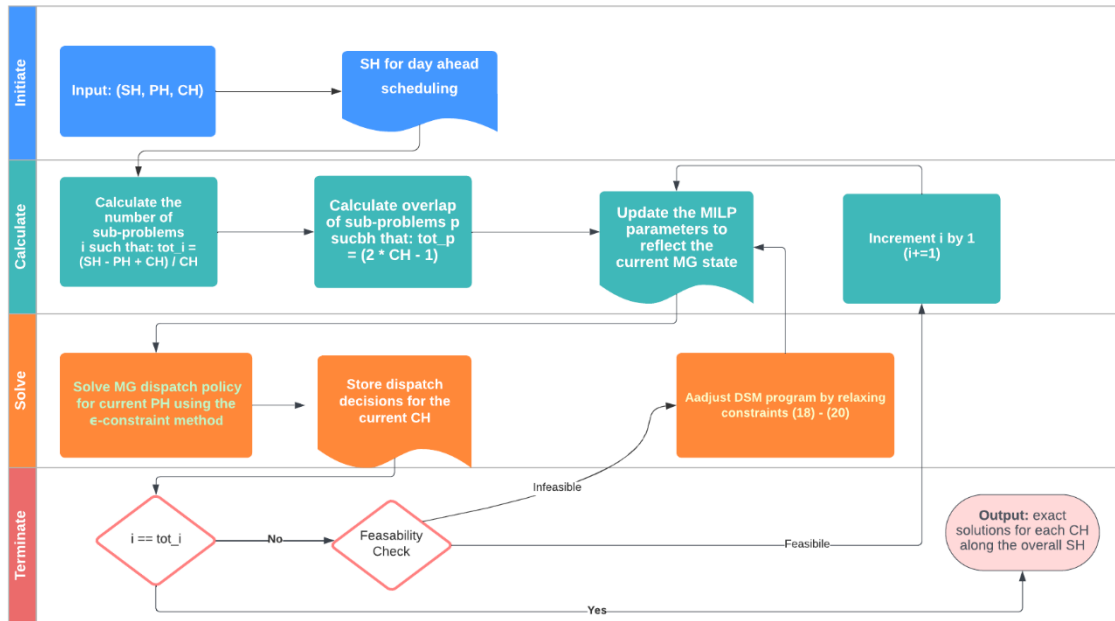 Initiate
Input: (SH, PH, CH)
SH for day ahead
scheduling
Calculate
Calculate the
number of
sub-problems
i such that: tot_i =
(SH - PH + CH) / CH
Calculate overlap
of sub-problems p
sucbh that: tot_p
= (2 * CH - 1)
Update the MILP
parameters to
reflect the
current MG state
Increment i by 1
(i+=1)
Solve
Solve MG dispatch policy
for current PH using the
ϵ-constraint method
Store dispatch
decisions for the
current CH
Aadjust DSM program by relaxing
constraints (18) - (20)
Terminate
i == tot_i
No
Feasability
Check
Infeasible
Feasibile
Yes
Output: exact
solutions for each CH
along the overall SH